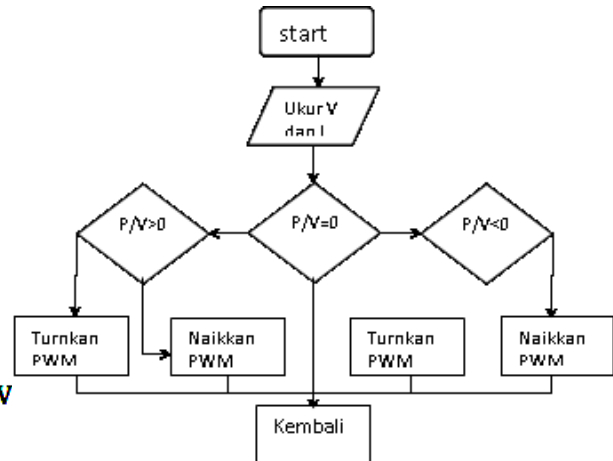 start
Ukur V
dan I
P/V>0
P/V=0
P/V<0
Turnkan
PWM
Naikkan
PWM
Turnkan
PWM
Naikkan
PWM
V
Kembali